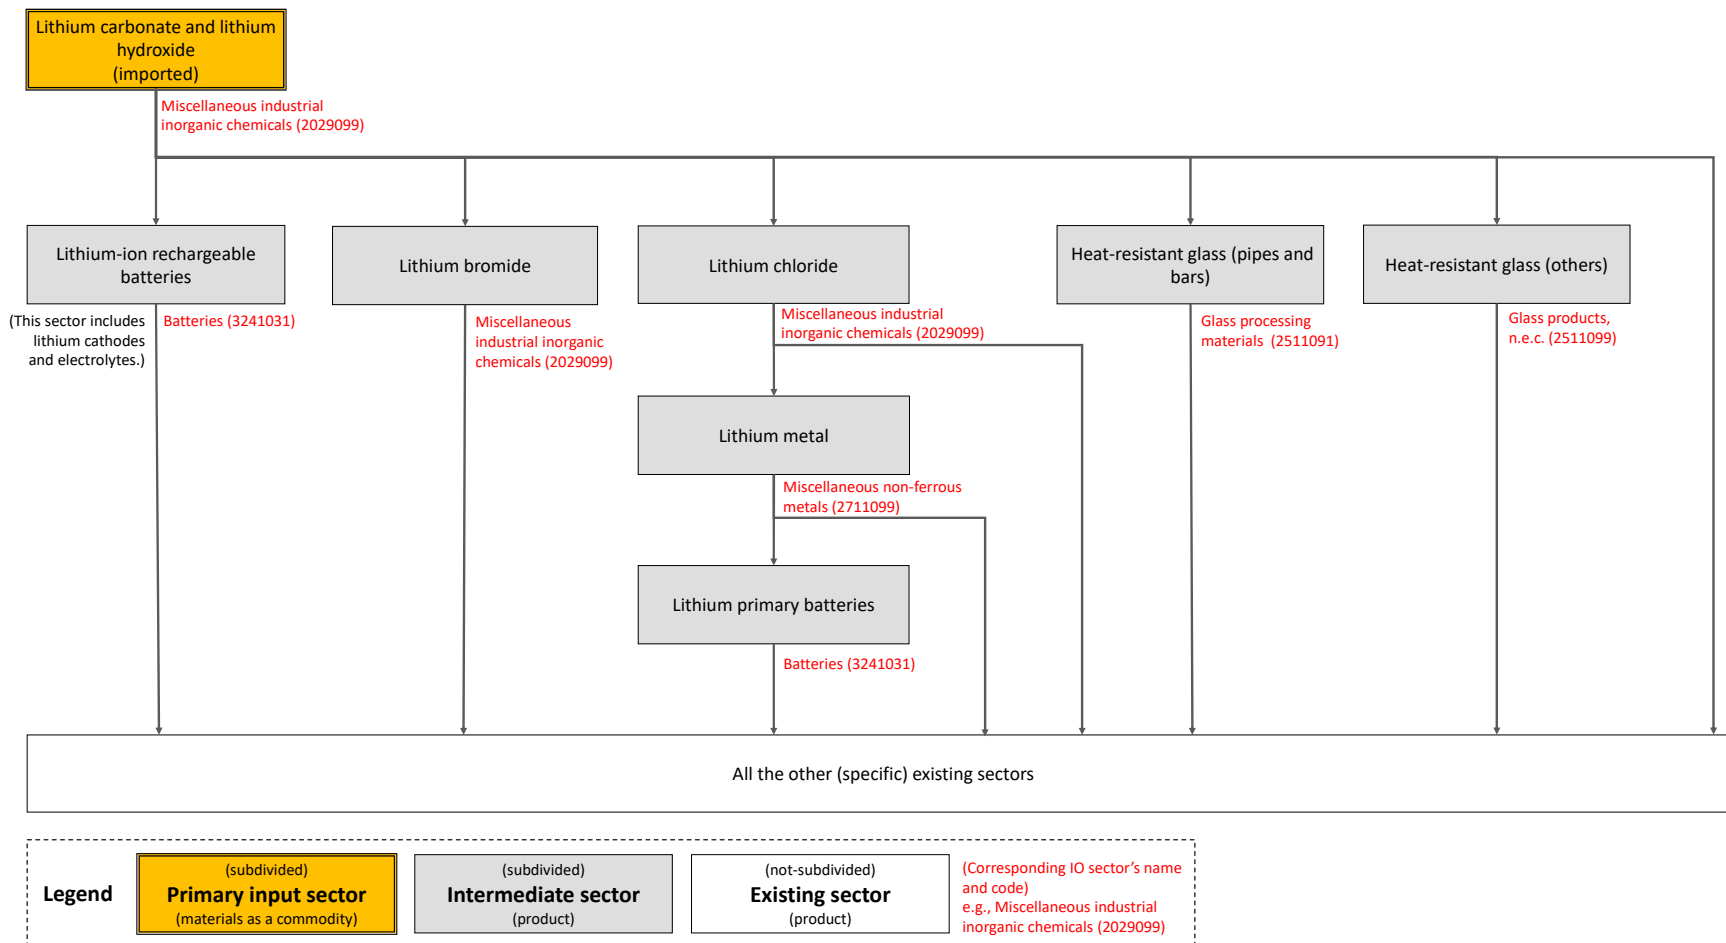 Lithium carbonate and lithium
hydroxide
(imported)
Miscellaneous industrial
inorganic chemicals (2029099)
Lithium-ion rechargeable
batteries
Lithium bromide
Lithium chloride
Heat-resistant glass (pipes and
bars)
Heat-resistant glass (others)
(This sector includes
lithium cathodes
and electrolytes.)
Batteries (3241031)
Miscellaneous
industrial inorganic
chemicals (2029099)
Miscellaneous industrial
inorganic chemicals (2029099)
Glass processing
materials (2511091)
Glass products,
n.e.c. (2511099)
Lithium metal
Miscellaneous non-ferrous
metals (2711099)
Lithium primary batteries
Batteries (3241031)
All the other (specific) existing sectors
Legend
(subdivided)
Primary input sector
(materials as a commodity)
(subdivided)
Intermediate sector
(product)
(not-subdivided)
Existing sector
(product)
(Corresponding IO sector's name
and code)
e.g., Miscellaneous industrial
inorganic chemicals (2029099)